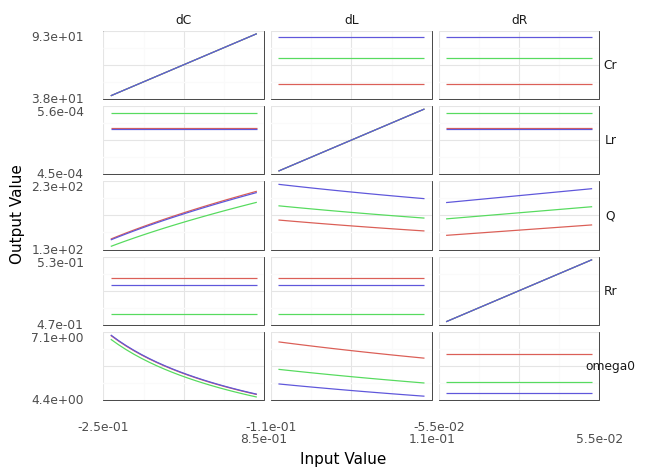 dC dL dR
9.3e+01
Cr
3.8e+01
5.6e-04
Lr
4.5e-04
2.3e+02
Q
1.3e+02
5.3e-01
Rr
4.7e-01
7.1e+00
omega0
4.4e+00
Output Value
-2.5e-01 -1.1e-01 -5.5e-02
8.5e-01 1.1e-01 5.5e-02
Input Value